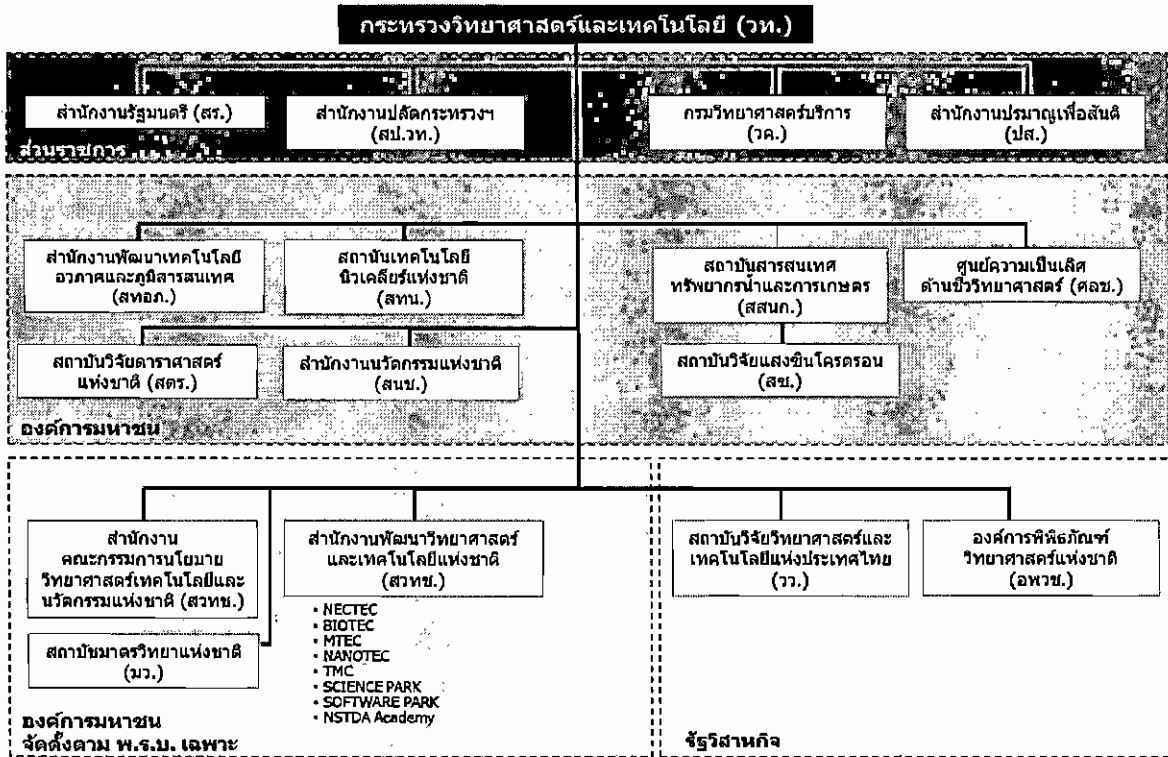 กระทรวงวิทยาศาสตร์และเทคโนโลยี (วท.)
สำนักงานรัฐมนตรี (สร.)
สำนักงานปลัดกระทรวงฯ
(สป.วท.)
กรมวิทยาศาสตร์บริการ
(วค.)
สำนักงานปรมาณูเพื่อสันติ
(ปส.)
ส่วนราชการ
สำนักงานพัฒนาเทคโนโลยี
อวกาศและภูมิสารสนเทศ
(สทอภ.)
สถาบันเทคโนโลยี
นิวเคลียร์แห่งชาติ
(สทน.)
สถาบันสารสนเทศ
ทรัพยากรน้ำและการเกษตร
(สสนก.)
ศูนย์ความเป็นเลิศ
ด้านชีววิทยาศาสตร์ (ศลช.)
สถาบันวิจัยดาราศาสตร์
แห่งชาติ (สดร.)
สำนักงานนวัตกรรมแห่งชาติ
(สนช.)
สถาบันวิจัยแสงซินโครตรอน
(สซ.)
องค์การมหาชน
สำนักงาน
คณะกรรมการนโยบาย
วิทยาศาสตร์เทคโนโลยีและ
นวัตกรรมแห่งชาติ (สวทช.)
สำนักงานพัฒนาวิทยาศาสตร์
และเทคโนโลยีแห่งชาติ
(สวทช.)
• NECTEC
• BIOTEC
• MTEC
• NANOTEC
• TMC
• SCIENCE PARK
• SOFTWARE PARK
• NSTDA Academy
สถาบัชมาตรวิทยาแห่งชาติ
(มว.)
องค์การมหาชน
จัดตั้งตาม พ.ร.บ. เฉพาะ
สถาบันวิจัยวิทยาศาสตร์และ
เทคโนโลยีแห่งประเทศไทย
(วว.)
องค์การพิพิธภัณฑ์
วิทยาศาสตร์แห่งชาติ
(อพวช.)
รัฐวิสาหกิจ